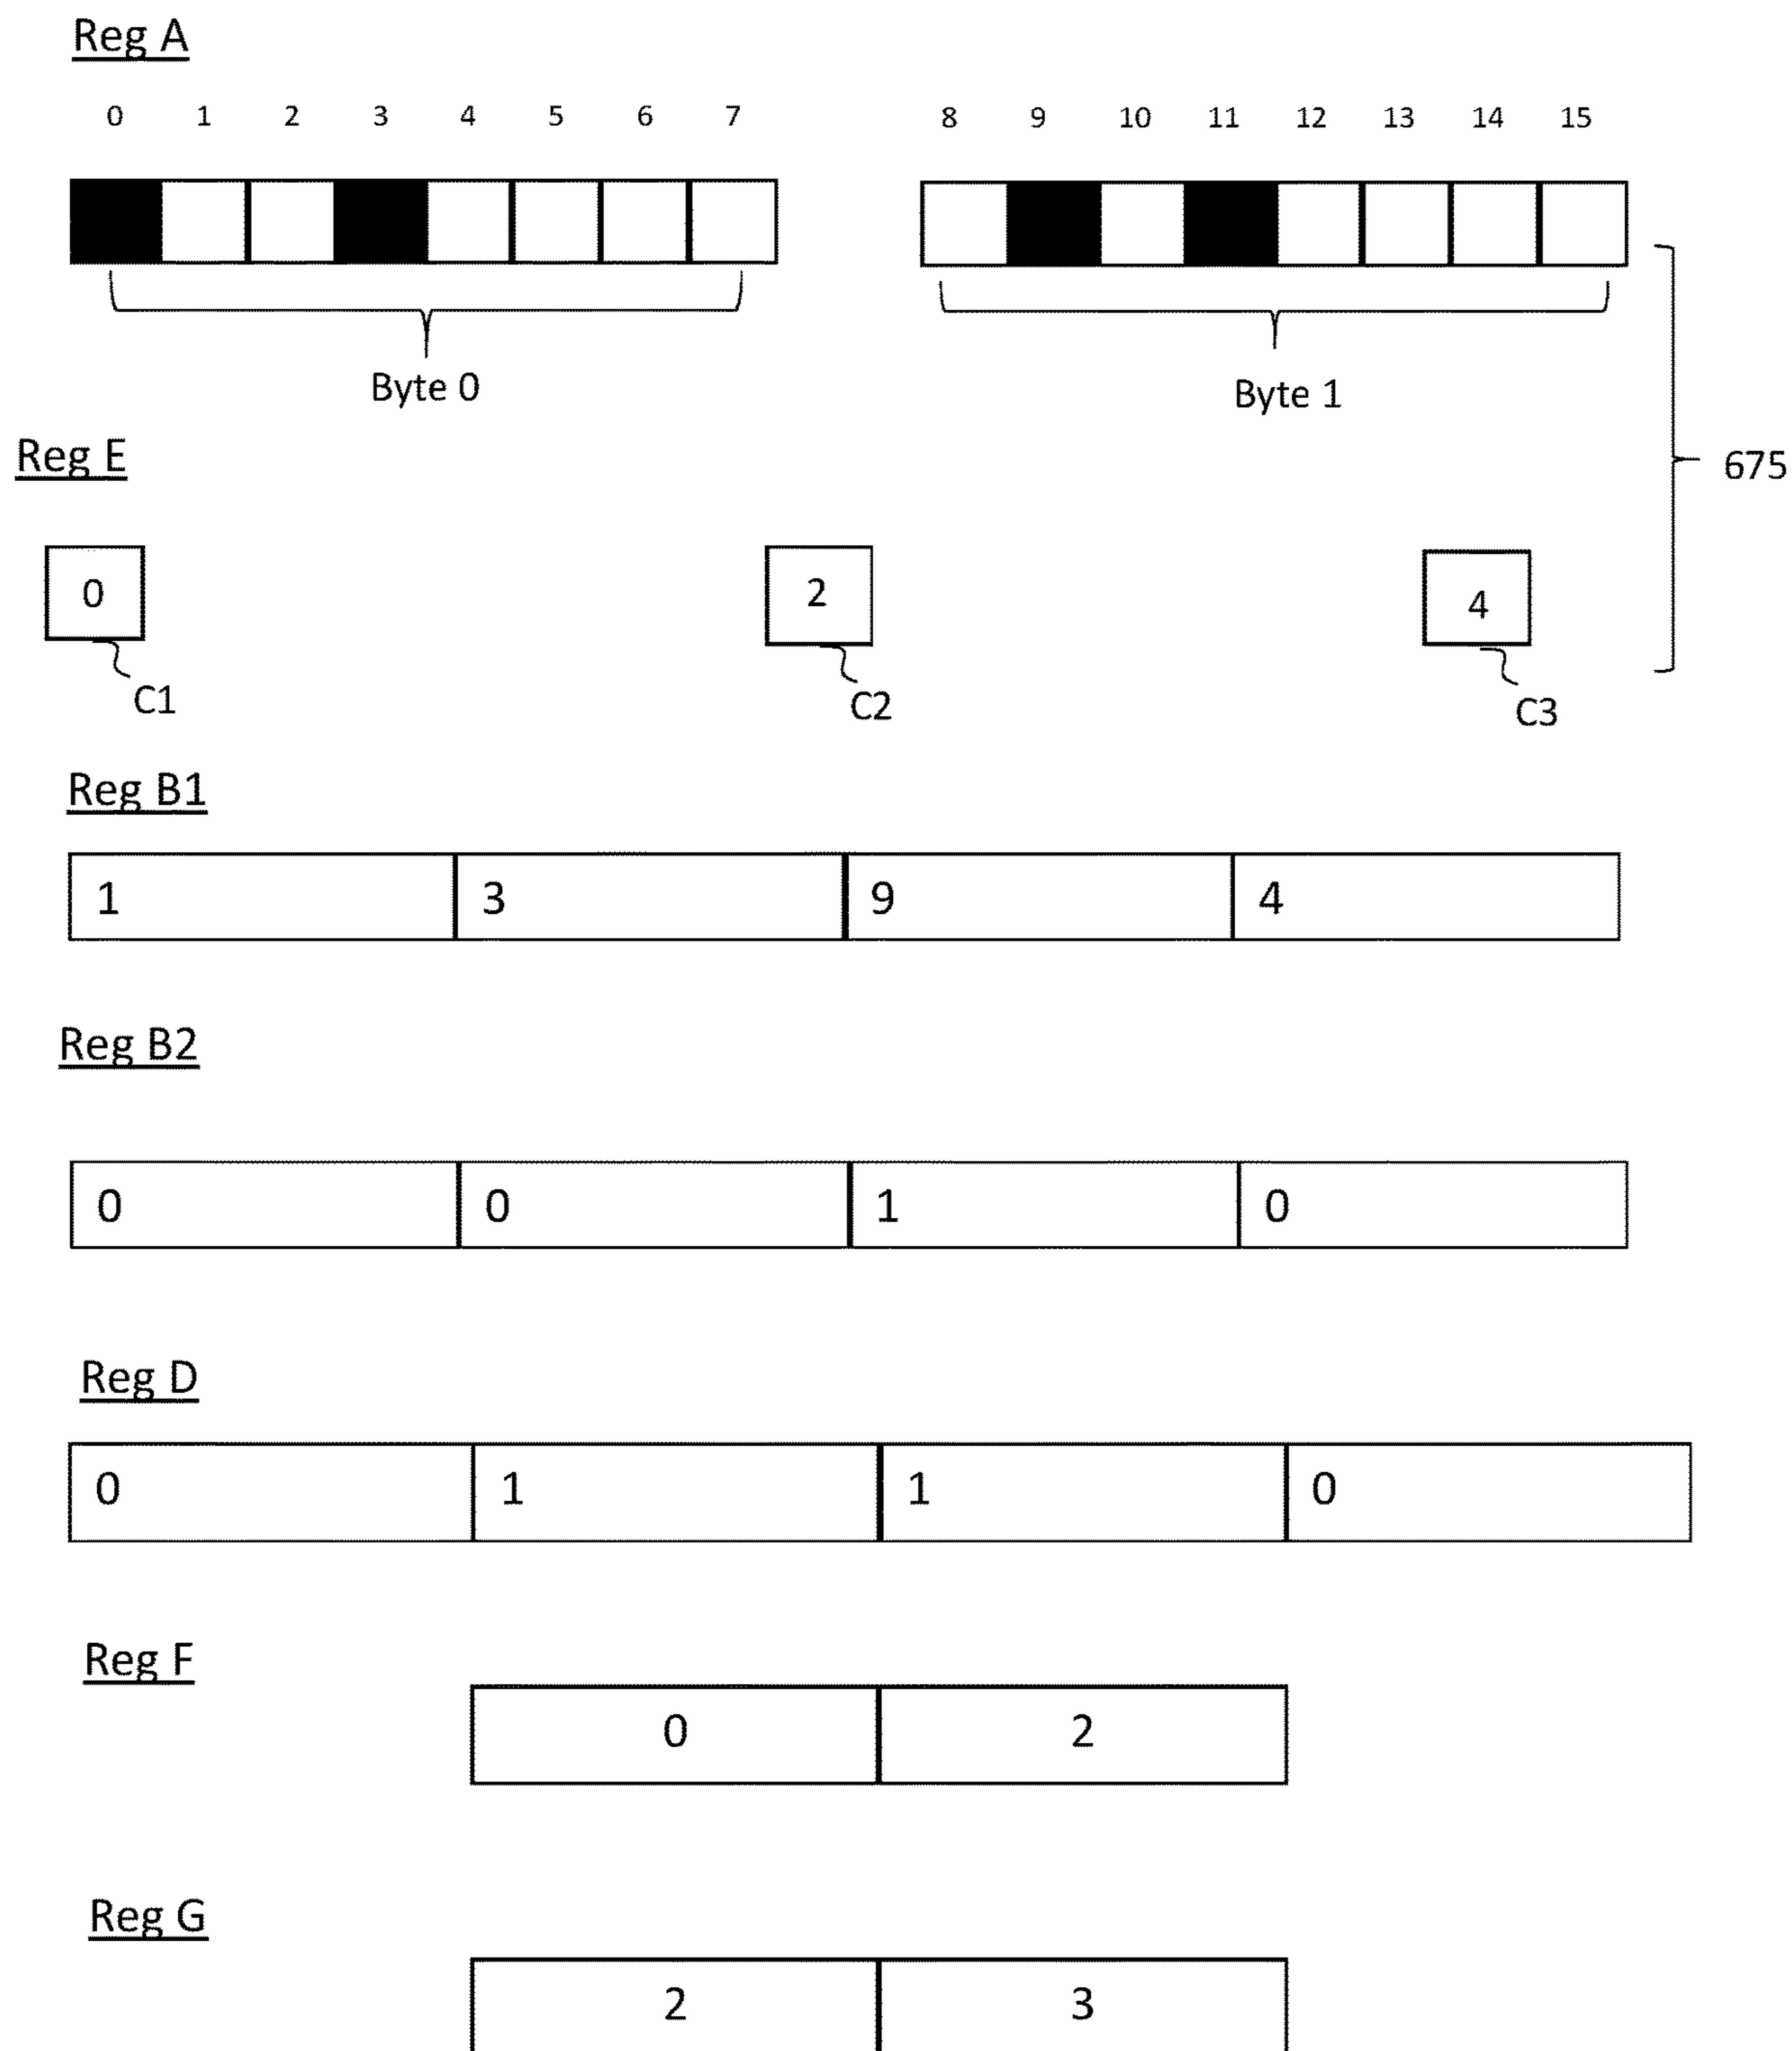 Reg A
0 1 2 3 4 5 6 7 8 9 10 11 12 13 14 15
Byte 0 Byte 1
Reg E
675
0 2 4
C1 C2 C3
Reg B1
1 3 9 4
Reg B2
0 0 1 0
Reg D
0 1 1 0
Reg F
0 2
Reg G
2 3